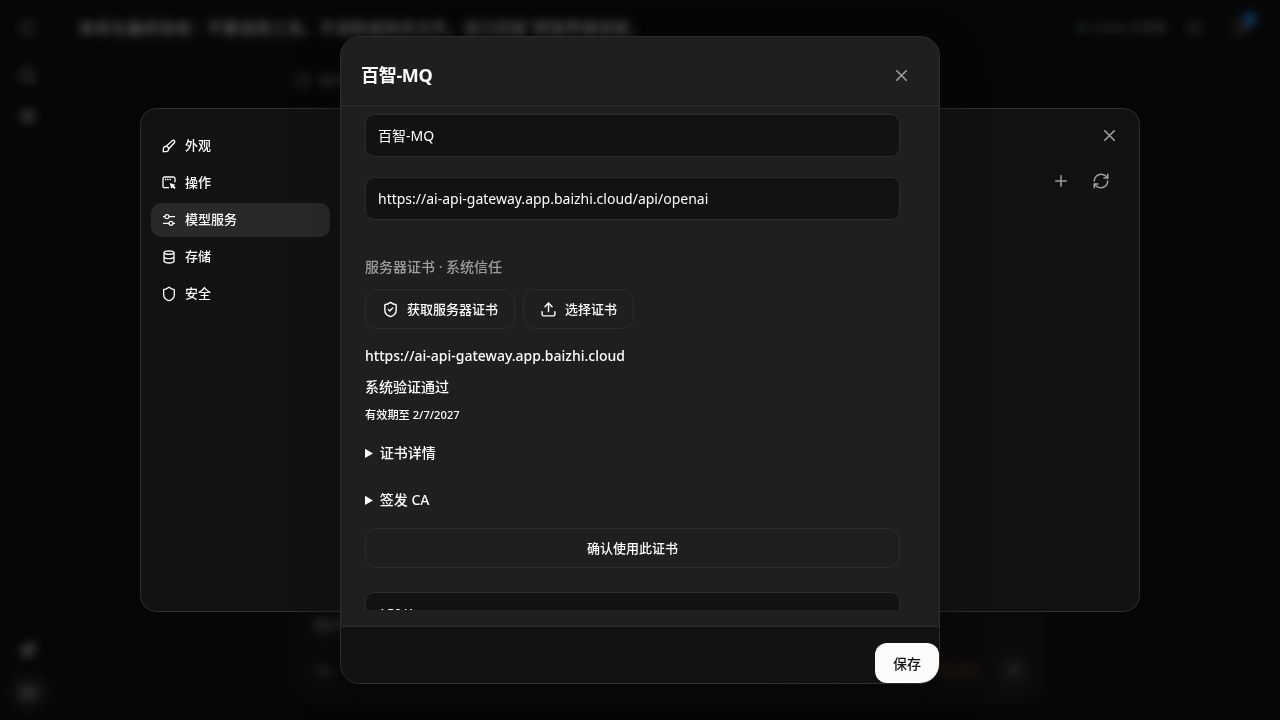 百智-MQ
百智-MQ
https://ai-api-gateway.app.baizhi.cloud/api/openai
外观
操作
模型服务
存储
安全
服务器证书 · 系统信任
获取服务器证书
选择证书
https://ai-api-gateway.app.baizhi.cloud
系统验证通过
有效期至 2/7/2027
证书详情
签发 CA
确认使用此证书
保存